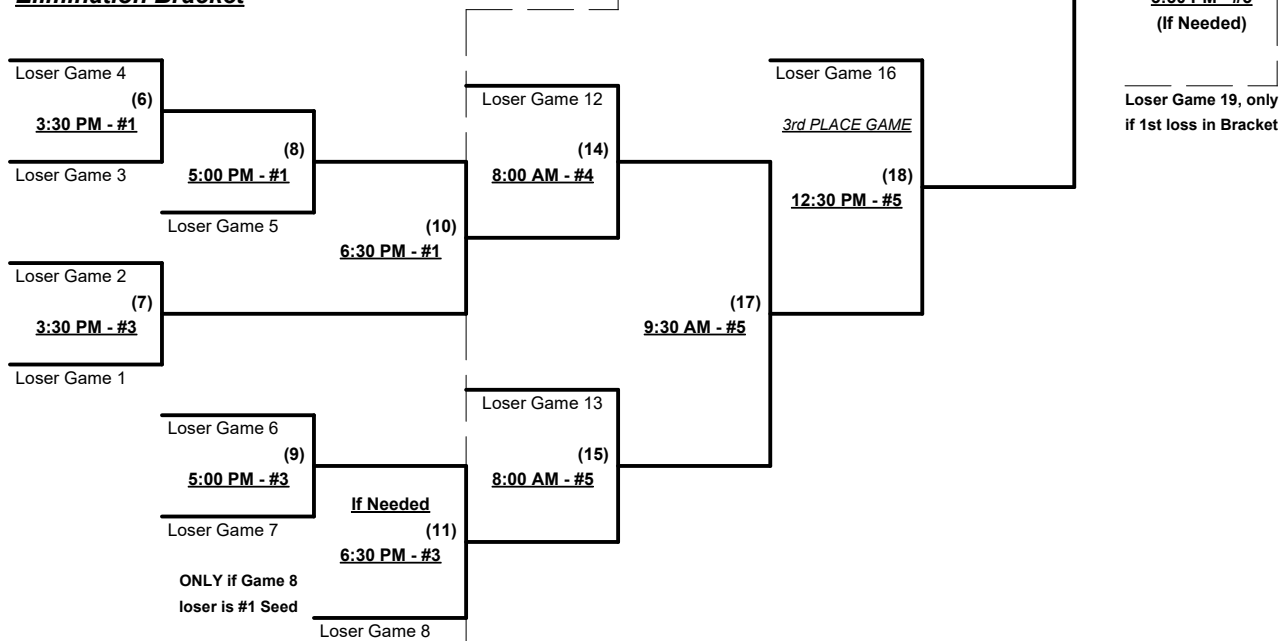 Elimination Bracket
(If Needed)
Loser Game 19, only
if 1st loss in Bracket
Loser Game 4
(6)
3:30 PM - #1
Loser Game 3
(8)
5:00 PM - #1
Loser Game 5
(10)
6:30 PM - #1
Loser Game 2
(7)
3:30 PM - #3
Loser Game 1
Loser Game 6
(9)
5:00 PM - #3
Loser Game 7
If Needed
(11)
6:30 PM - #3
ONLY if Game 8
loser is #1 Seed
Loser Game 8
Loser Game 12
(14)
8:00 AM - #4
Loser Game 13
(15)
8:00 AM - #5
(17)
9:30 AM - #5
Loser Game 16
3rd PLACE GAME
(18)
12:30 PM - #5